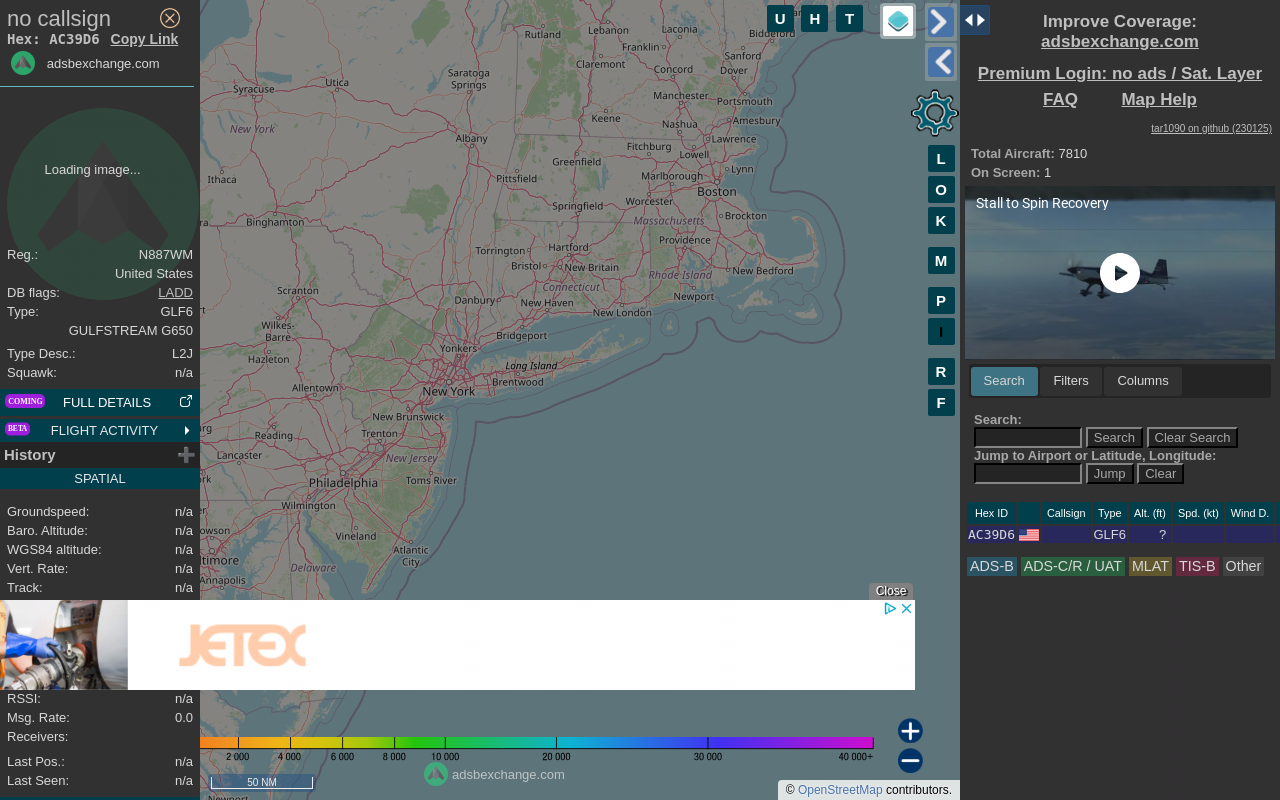 no callsign
Hex: AC39D6 Copy Link
adsbexchange.com
Loading image...
Reg.: N887WM
United States
DB flags: LADD
Type: GLF6
GULFSTREAM G650
Type Desc.: L2J
Squawk: n/a
COMING FULL DETAILS
BETA FLIGHT ACTIVITY
History
SPATIAL
Groundspeed: n/a
Baro. Altitude: n/a
WGS84 altitude: n/a
Vert. Rate: n/a
Track: n/a
JETEX
Close
RSSI: n/a
Msg. Rate: 0.0
Receivers:
Last Pos.: n/a
Last Seen: n/a
U H T
L
O
K
M
P
I
R
F
Rutland
Lebanon
Laconia
Biddeford
Franklin
Claremont
Sanford
Concord
Dover
Saratoga
Springs
Utica
Syracuse
Manchester
Portsmouth
Keene
Nashua
Amesbury
New York
Albany
Fitchburg
Lawrence
Greenfield
Lowell
Ithaca
Pittsfield
Marlborough
Lynn
Boston
Worcester
Springfield
Massachusetts
Brockton
Binghamton
Providence
Torrington
Hartford
Bristol
New Britain
New Bedford
Rhode Island
Connecticut
Scranton
Danbury
New Haven
Newport
New London
Wilkes-
Barre
Bridgeport
Yonkers
Hazleton
Long Island
Brentwood
Allentown
New York
New Brunswick
Reading
Trenton
Lancaster
New Jersey
Toms River
Philadelphia
Wilmington
Vineland
Atlantic
City
Delaware
Annapolis
2 000 4 000 6 000 8 000 10 000 20 000 30 000 40 000+
adsbexchange.com
50 NM
Newport
© OpenStreetMap contributors.
Improve Coverage:
adsbexchange.com
Premium Login: no ads / Sat. Layer
FAQ Map Help
tar1090 on github (230125)
Total Aircraft: 7810
On Screen: 1
Stall to Spin Recovery
Search Filters Columns
Search:
Search Clear Search
Jump to Airport or Latitude, Longitude:
Jump Clear
Hex ID Callsign Type Alt. (ft) Spd. (kt) Wind D.
AC39D6 GLF6 ?
ADS-B ADS-C/R / UAT MLAT TIS-B Other